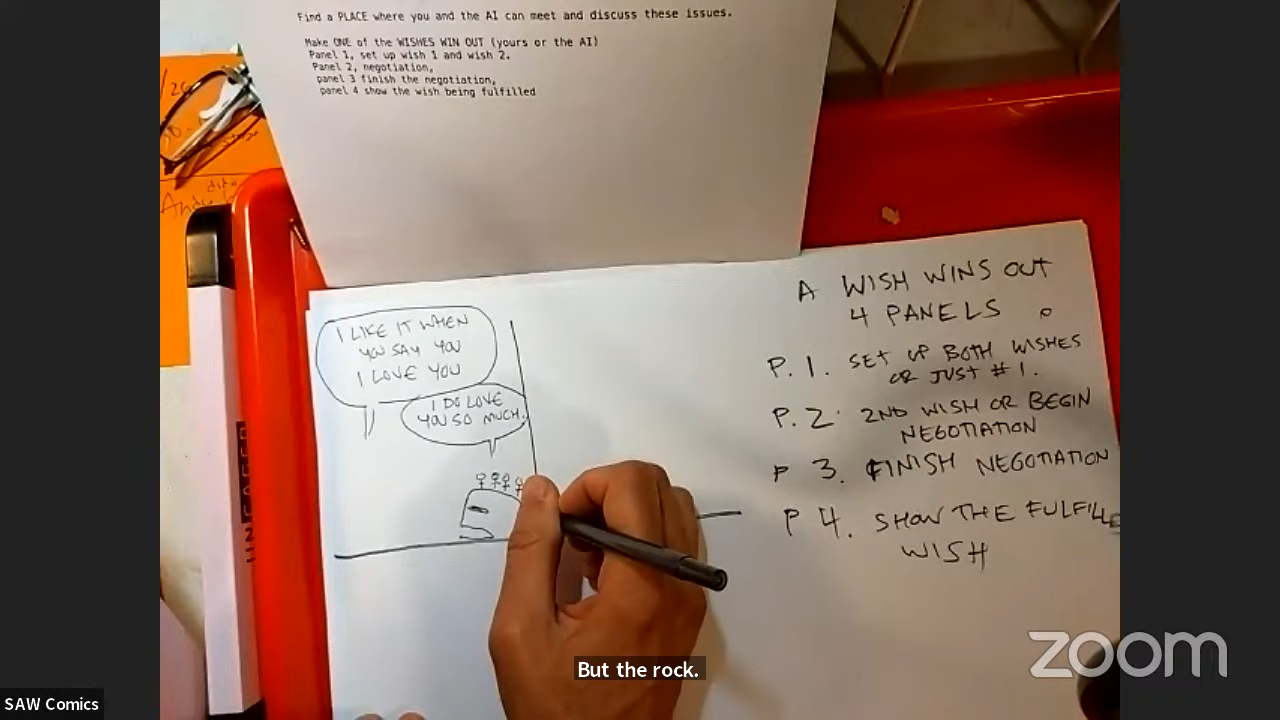 Find a PLACE where you and the AI can meet and discuss these issues.
Make ONE of the WISHES WIN OUT (yours or the AI)
Panel 1, set up wish 1 and wish 2.
Panel 2, negotiation,
panel 3 finish the negotiation,
panel 4 show the wish being fulfilled
A WISH WINS OUT
4 PANELS
P. 1. SET UP BOTH WISHES
OR JUST #1.
P. 2. 2ND WISH OR BEGIN
NEGOTIATION
P 3. FINISH NEGOTIATION
P 4. SHOW THE FULFILLE
WISH
I LIKE IT WHEN
YOU SAY YOU
I LOVE YOU
I DO LOVE
YOU SO MUCH.
But the rock.
zoom
SAW Comics